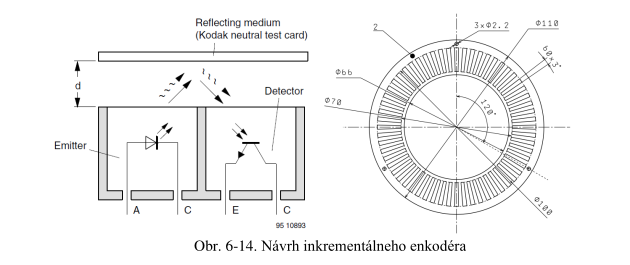 Reflecting medium
(Kodak neutral test card)
d
Detector
Emitter
A
C
E
C
95 10893
2
3×Φ2.2
Φ110
60×3°
Φ66
Φ70
120°
Φ100
Obr. 6-14. Návrh inkrementálneho enkodéra